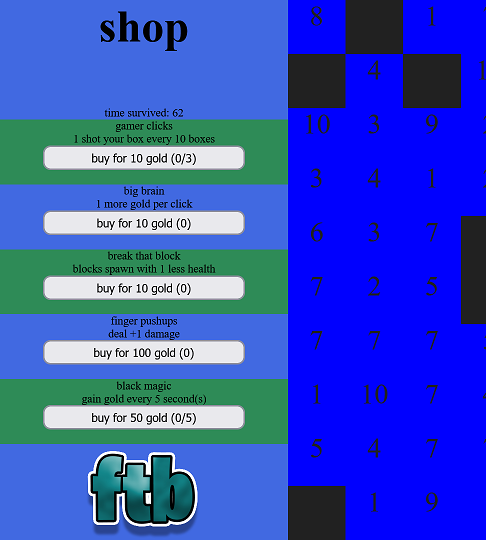 shop
time survived: 62
gamer clicks
1 shot your box every 10 boxes
buy for 10 gold (0/3)
big brain
1 more gold per click
buy for 10 gold (0)
break that block
blocks spawn with 1 less health
buy for 10 gold (0)
finger pushups
deal +1 damage
buy for 100 gold (0)
black magic
gain gold every 5 second(s)
buy for 50 gold (0/5)
ftb
8 1
4
10 3 9
3 4 1
6 3 7
7 2 5
7 7 7
1 10 7
5 4 7
1 9